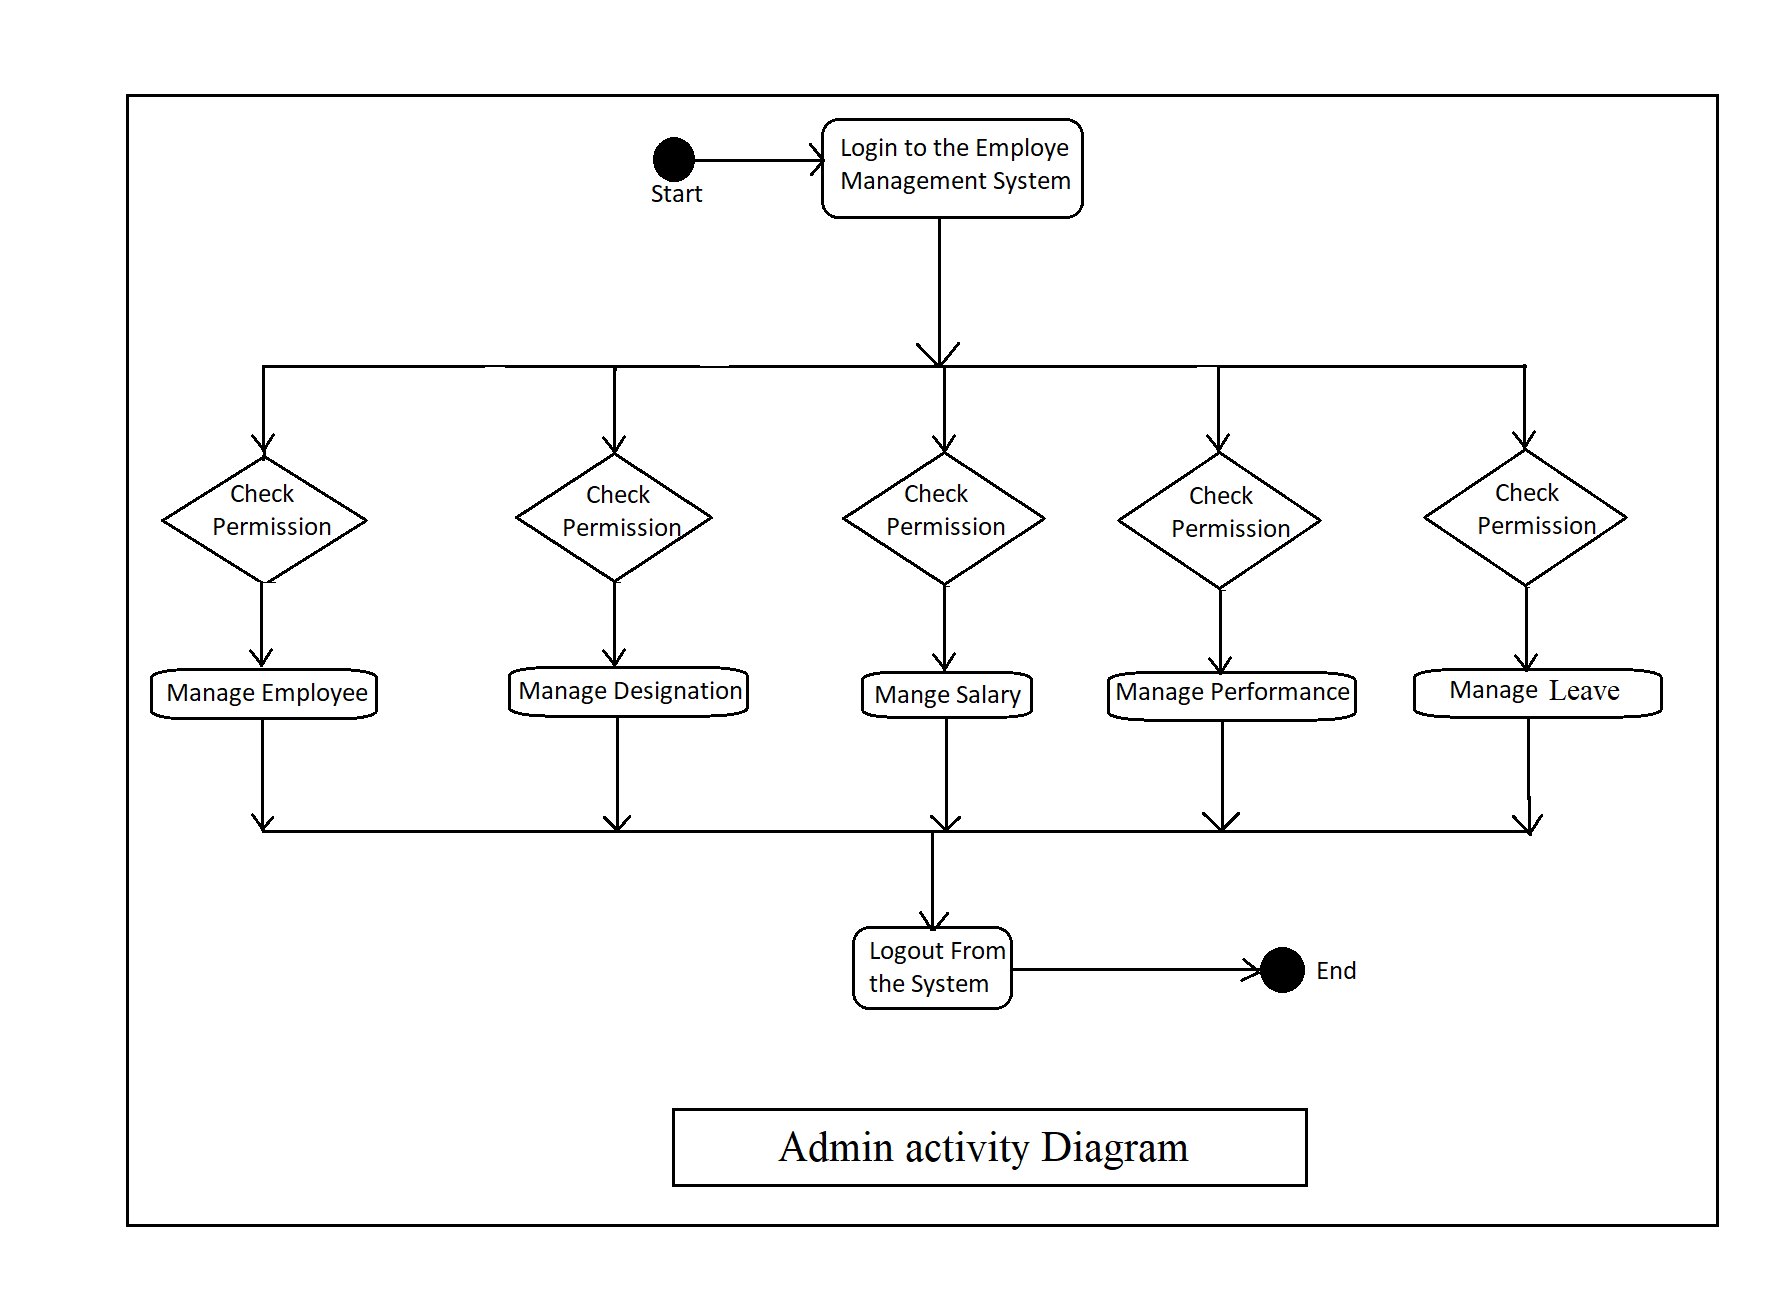 Login to the Employe
Management System
Start
Check
Permission
Check
Permission
Check
Permission
Check
Permission
Check
Permission
Manage Employee
Manage Designation
Mange Salary
Manage Performance
Manage Leave
Logout From
the System
End
Admin activity Diagram